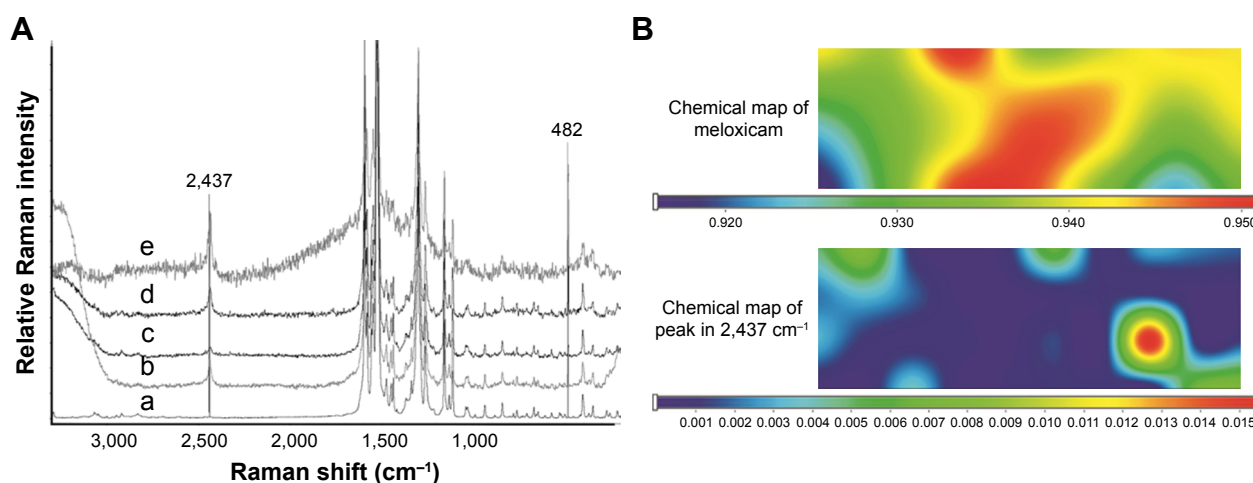 A
Relative Raman intensity
2,437
482
e
d
c
b
a
3,000 2,500 2,000 1,500 1,000
Raman shift (cm⁻¹)
B
Chemical map of
meloxicam
0.920 0.930 0.940 0.950
Chemical map of
peak in 2,437 cm⁻¹
0.001 0.002 0.003 0.004 0.005 0.006 0.007 0.008 0.009 0.010 0.011 0.012 0.013 0.014 0.015